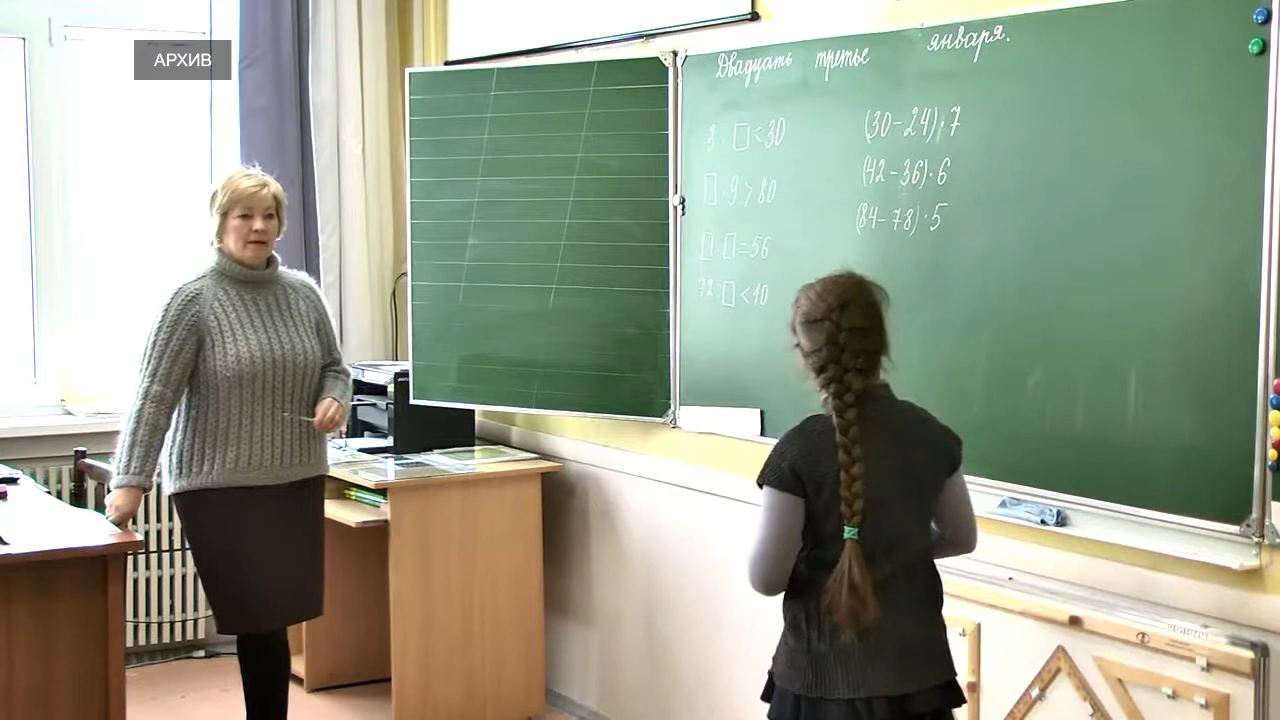 АРХИВ
Двадцать третье января.
3 · □ < 30
□ · 9 > 80
□ · □ = 56
72 : □ < 10
(30 - 24) · 7
(42 - 36) · 6
(84 - 78) · 5